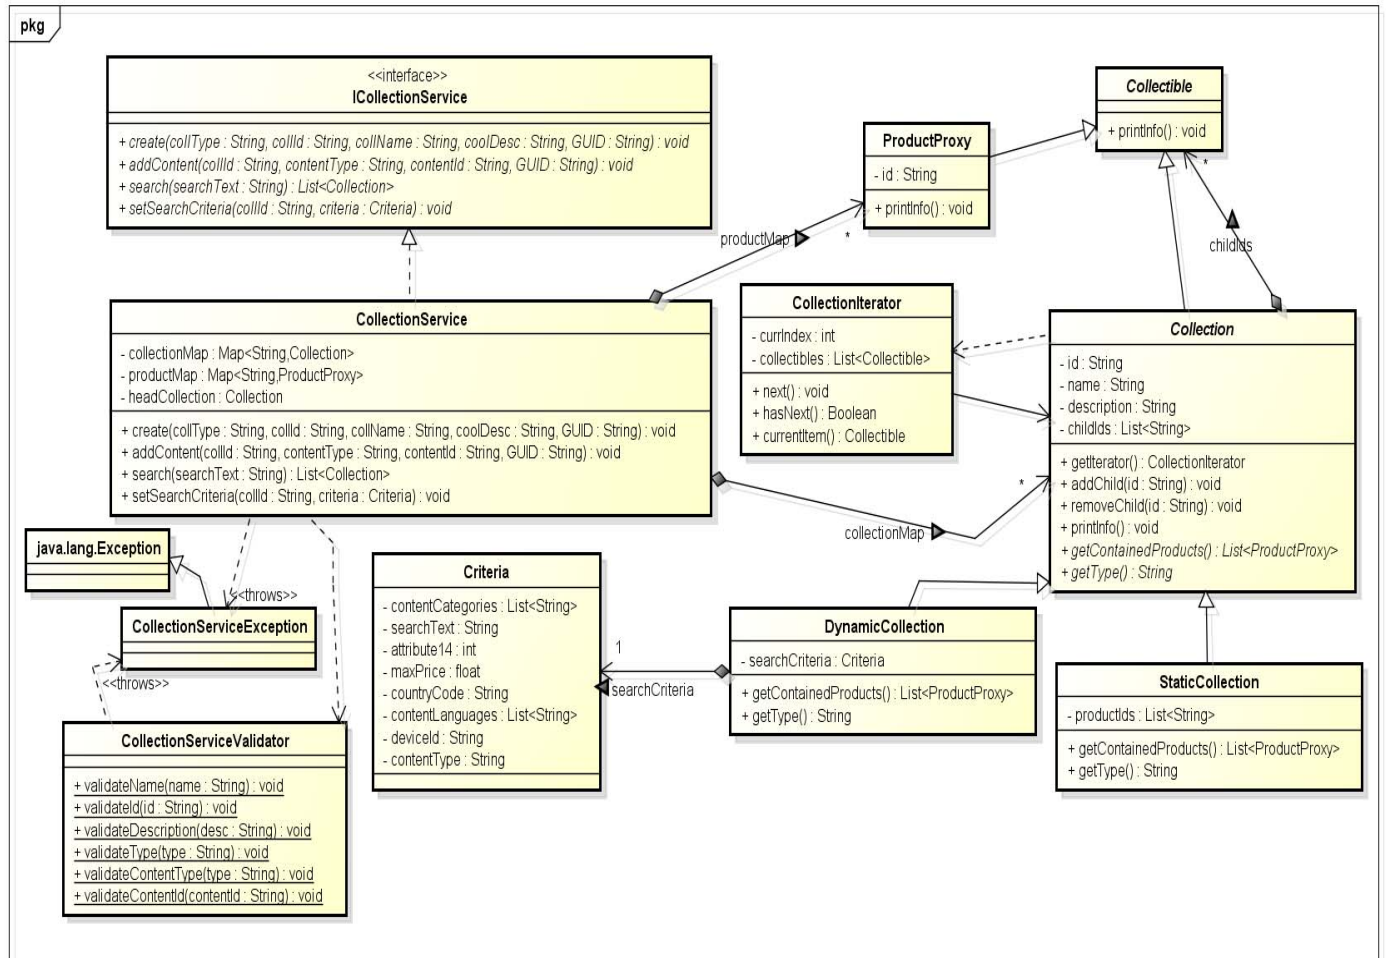 pkg
<<interface>>
ICollectionService
+ create(collType : String, collId : String, collName : String, coolDesc : String, GUID : String) : void
+ addContent(collId : String, contentType : String, contentId : String, GUID : String) : void
+ search(searchText : String) : List<Collection>
+ setSearchCriteria(collId : String, criteria : Criteria) : void
Collectible
+ printInfo() : void
ProductProxy
- id : String
+ printInfo() : void
productMap
*
*
childIds
CollectionService
- collectionMap : Map<String,Collection>
- productMap : Map<String,ProductProxy>
- headCollection : Collection
+ create(collType : String, collId : String, collName : String, coolDesc : String, GUID : String) : void
+ addContent(collId : String, contentType : String, contentId : String, GUID : String) : void
+ search(searchText : String) : List<Collection>
+ setSearchCriteria(collId : String, criteria : Criteria) : void
CollectionIterator
- currIndex : int
- collectibles : List<Collectible>
+ next() : void
+ hasNext() : Boolean
+ currentItem() : Collectible
Collection
- id : String
- name : String
- description : String
- childIds : List<String>
+ getIterator() : CollectionIterator
+ addChild(id : String) : void
+ removeChild(id : String) : void
+ printInfo() : void
+ getContainedProducts() : List<ProductProxy>
+ getType() : String
*
collectionMap
java.lang.Exception
<<throws>>
CollectionServiceException
<<throws>>
CollectionServiceValidator
+ validateName(name : String) : void
+ validateId(id : String) : void
+ validateDescription(desc : String) : void
+ validateType(type : String) : void
+ validateContentType(type : String) : void
+ validateContentId(contentId : String) : void
Criteria
- contentCategories : List<String>
- searchText : String
- attribute14 : int
- maxPrice : float
- countryCode : String
- contentLanguages : List<String>
- deviceId : String
- contentType : String
1
searchCriteria
DynamicCollection
- searchCriteria : Criteria
+ getContainedProducts() : List<ProductProxy>
+ getType() : String
StaticCollection
- productIds : List<String>
+ getContainedProducts() : List<ProductProxy>
+ getType() : String